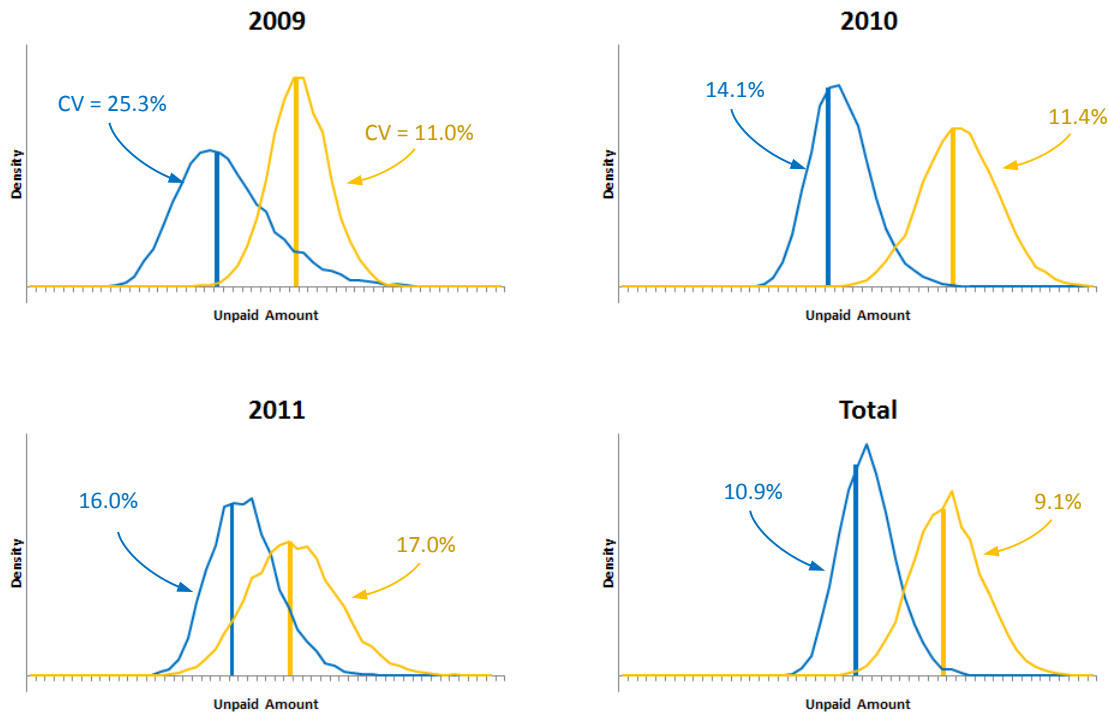 2009
2010
CV = 25.3%
CV = 11.0%
14.1%
11.4%
Density
Density
Unpaid Amount
Unpaid Amount
2011
Total
16.0%
17.0%
10.9%
9.1%
Density
Density
Unpaid Amount
Unpaid Amount